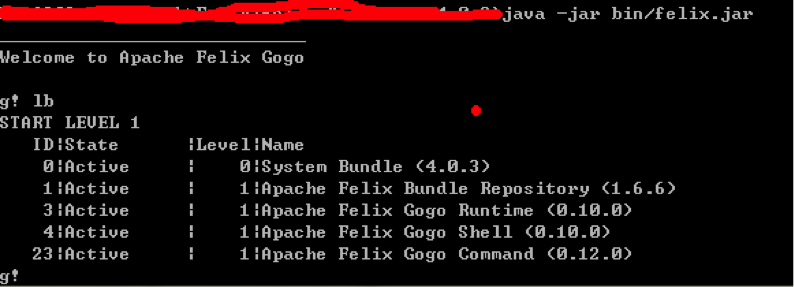 java -jar bin/felix.jar
Welcome to Apache Felix Gogo
g! lb
START LEVEL 1
ID|State |Level|Name
0|Active | 0|System Bundle (4.0.3)
1|Active | 1|Apache Felix Bundle Repository (1.6.6)
3|Active | 1|Apache Felix Gogo Runtime (0.10.0)
4|Active | 1|Apache Felix Gogo Shell (0.10.0)
23|Active | 1|Apache Felix Gogo Command (0.12.0)
g!